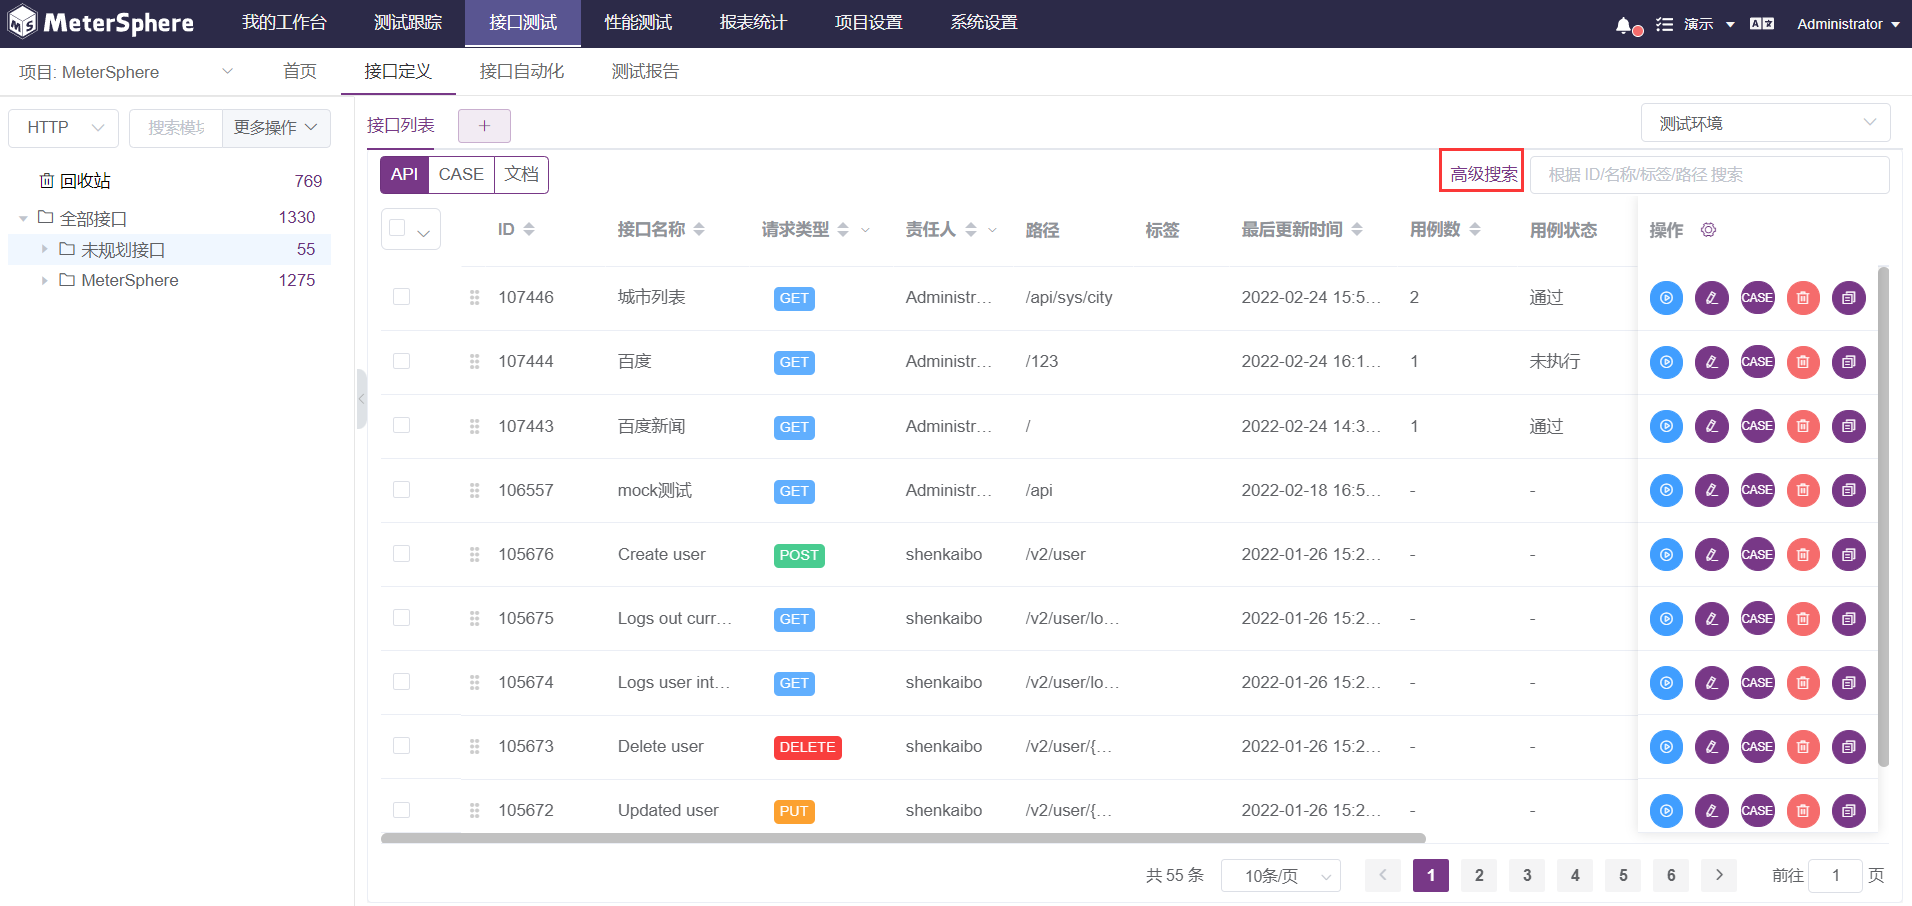 MeterSphere 我的工作台 测试跟踪 接口测试 性能测试 报表统计 项目设置 系统设置 演示 Administrator
项目: MeterSphere 首页 接口定义 接口自动化 测试报告
HTTP 搜索模块 更多操作
回收站 769
全部接口 1330
未规划接口 55
MeterSphere 1275
接口列表 + 测试环境
API CASE 文档 高级搜索 根据 ID/名称/标签/路径 搜索
ID 接口名称 请求类型 责任人 路径 标签 最后更新时间 用例数 用例状态 操作
107446 城市列表 GET Administr… /api/sys/city 2022-02-24 15:5… 2 通过 CASE
107444 百度 GET Administr… /123 2022-02-24 16:1… 1 未执行 CASE
107443 百度新闻 GET Administr… / 2022-02-24 14:3… 1 通过 CASE
106557 mock测试 GET Administr… /api 2022-02-18 16:5… - - CASE
105676 Create user POST shenkaibo /v2/user 2022-01-26 15:2… - - CASE
105675 Logs out curr… GET shenkaibo /v2/user/lo… 2022-01-26 15:2… - - CASE
105674 Logs user int… GET shenkaibo /v2/user/lo… 2022-01-26 15:2… - - CASE
105673 Delete user DELETE shenkaibo /v2/user/{… 2022-01-26 15:2… - - CASE
105672 Updated user PUT shenkaibo /v2/user/{… 2022-01-26 15:2… - - CASE
共 55 条 10条/页 1 2 3 4 5 6 前往 1 页